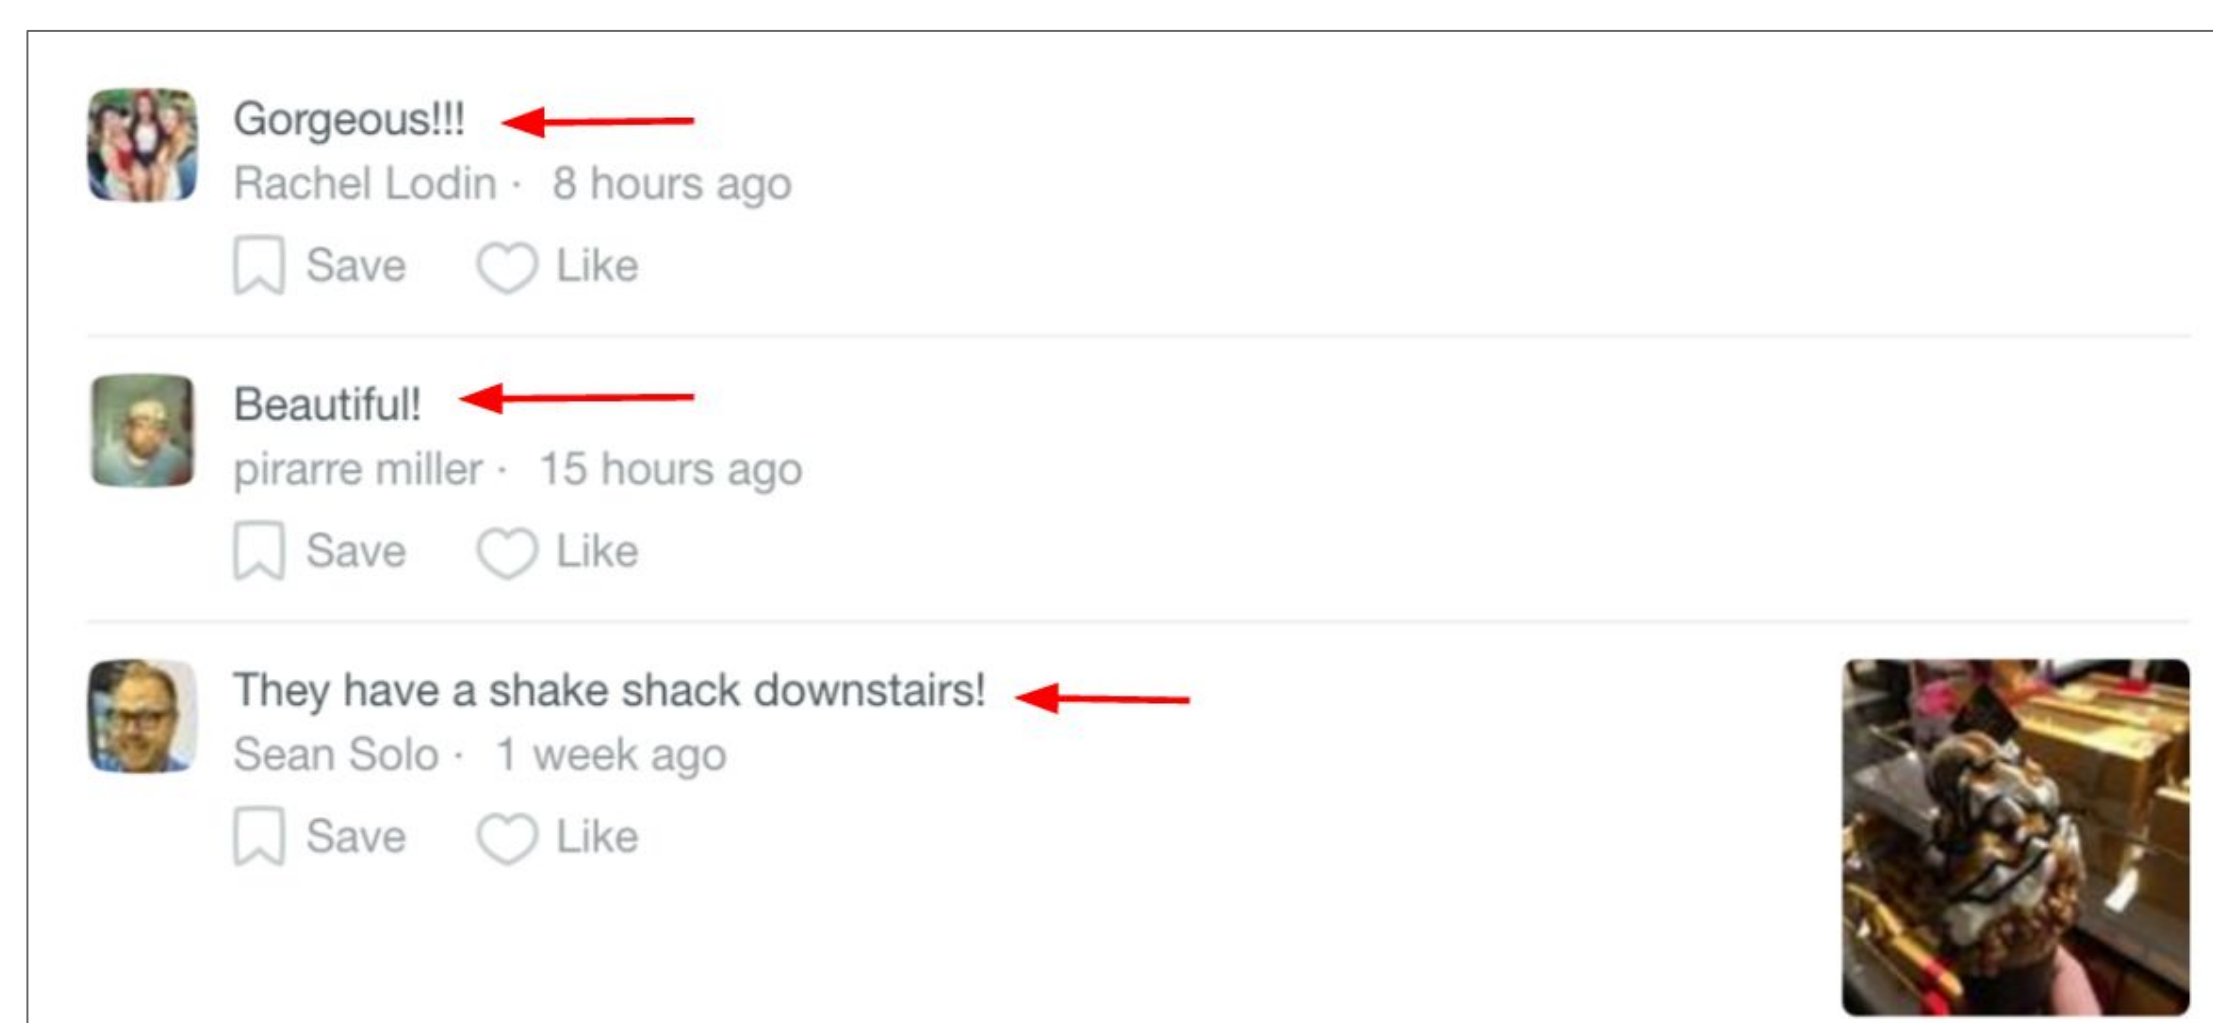 Gorgeous!!!
Rachel Lodin · 8 hours ago
Save Like
Beautiful!
pirarre miller · 15 hours ago
Save Like
They have a shake shack downstairs!
Sean Solo · 1 week ago
Save Like